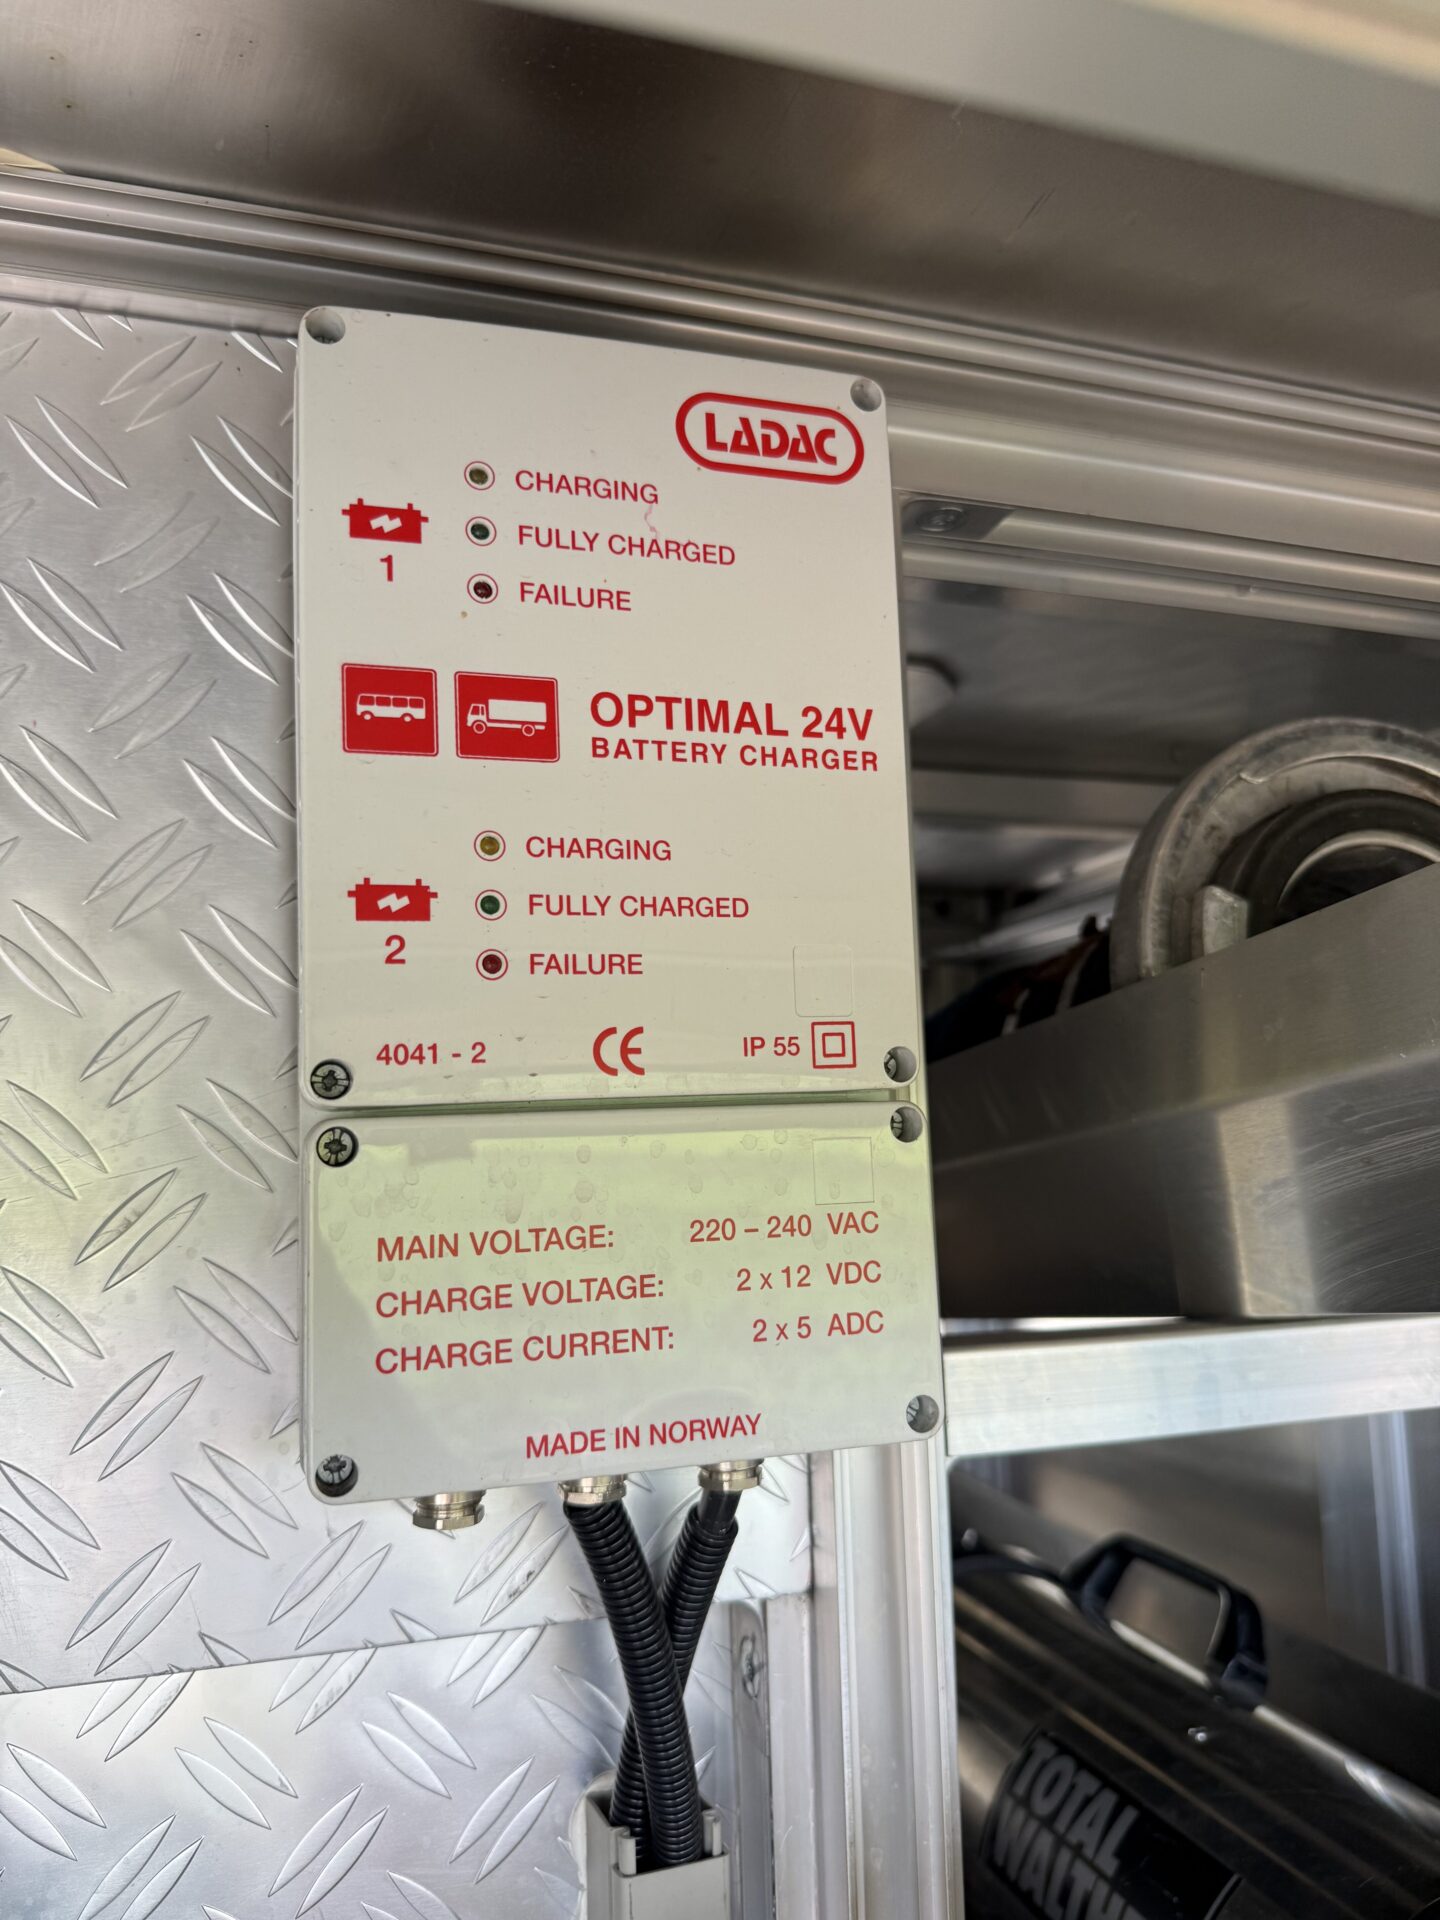 LADAC
CHARGING
FULLY CHARGED
FAILURE
1
OPTIMAL 24V
BATTERY CHARGER
CHARGING
FULLY CHARGED
FAILURE
2
4041 - 2
CE
IP 55
MAIN VOLTAGE: 220 – 240 VAC
CHARGE VOLTAGE: 2 x 12 VDC
CHARGE CURRENT: 2 x 5 ADC
MADE IN NORWAY
TOTAL